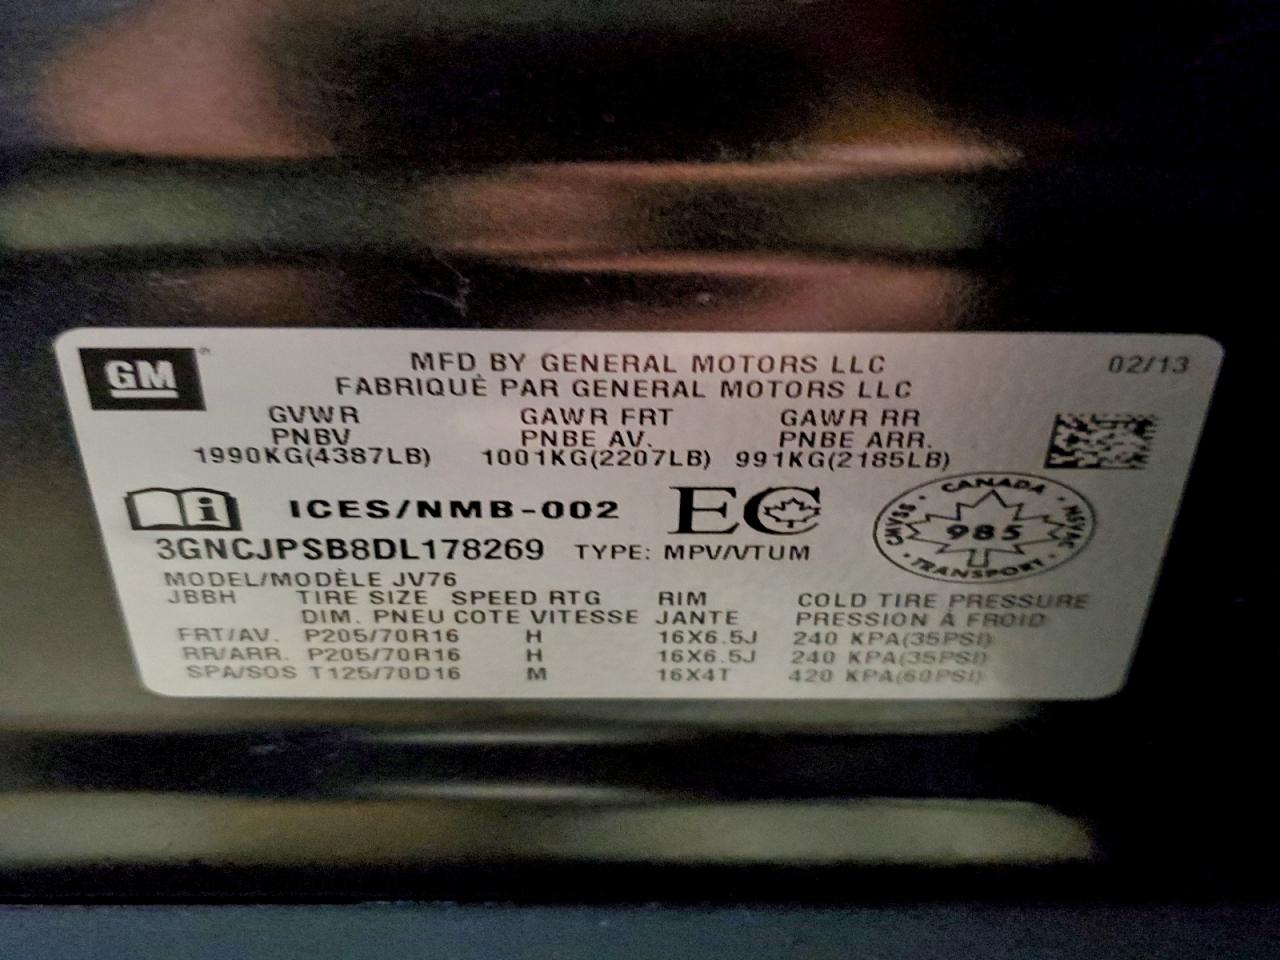 GM
MFD BY GENERAL MOTORS LLC 02/13
FABRIQUÉ PAR GENERAL MOTORS LLC
GVWR GAWR FRT GAWR RR
PNBV PNBE AV. PNBE ARR.
1990KG(4387LB) 1001KG(2207LB) 991KG(2185LB)
i ICES/NMB-002 EC
CANADA
CMVSS 985 NSVAC
TRANSPORT
3GNCJPSB8DL178269 TYPE: MPV/VTUM
MODEL/MODÈLE JV76
JBBH TIRE SIZE SPEED RTG RIM COLD TIRE PRESSURE
DIM. PNEU COTE VITESSE JANTE PRESSION À FROID
FRT/AV. P205/70R16 H 16X6.5J 240 KPA(35PSI)
RR/ARR. P205/70R16 H 16X6.5J 240 KPA(35PSI)
SPA/SOS T125/70D16 M 16X4T 420 KPA(60PSI)